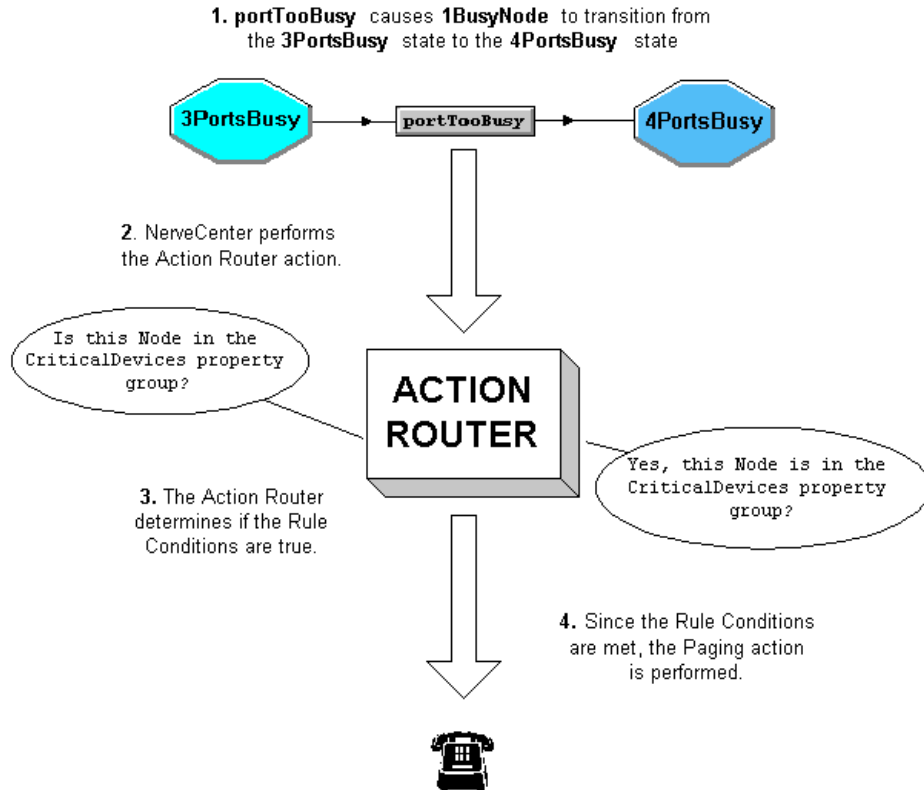 1. portTooBusy causes 1BusyNode to transition from
the 3PortsBusy state to the 4PortsBusy state
3PortsBusy
portTooBusy
4PortsBusy
2. NerveCenter performs
the Action Router action.
Is this Node in the
CriticalDevices property
group?
ACTION
ROUTER
Yes, this Node is in the
CriticalDevices property
group?
3. The Action Router
determines if the Rule
Conditions are true.
4. Since the Rule Conditions
are met, the Paging action
is performed.